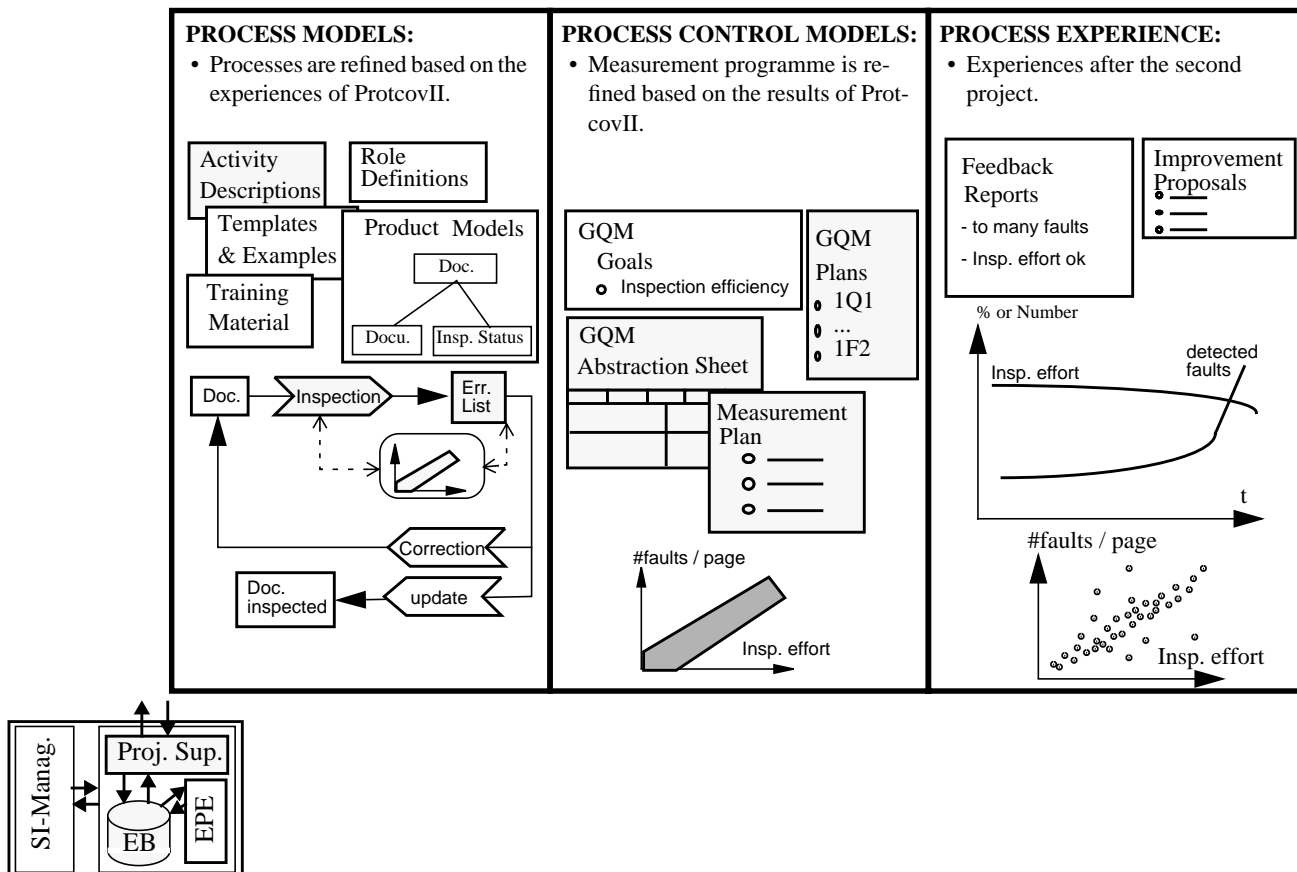 PROCESS MODELS:
• Processes are refined based on the
experiences of ProtcovII.
Activity
Descriptions
Role
Definitions
Templates
& Examples
Product Models
Doc.
Docu.
Insp. Status
Training
Material
Doc.
Inspection
Err.
List
Correction
Doc.
inspected
update
PROCESS CONTROL MODELS:
• Measurement programme is re-
fined based on the results of Prot-
covII.
GQM
Goals
Inspection efficiency
GQM
Plans
1Q1
...
1F2
GQM
Abstraction Sheet
Measurement
Plan
#faults / page
Insp. effort
PROCESS EXPERIENCE:
• Experiences after the second
project.
Feedback
Reports
- to many faults
- Insp. effort ok
Improvement
Proposals
% or Number
Insp. effort
detected
faults
t
#faults / page
Insp. effort
SI-Manag.
Proj. Sup.
EB
EPE